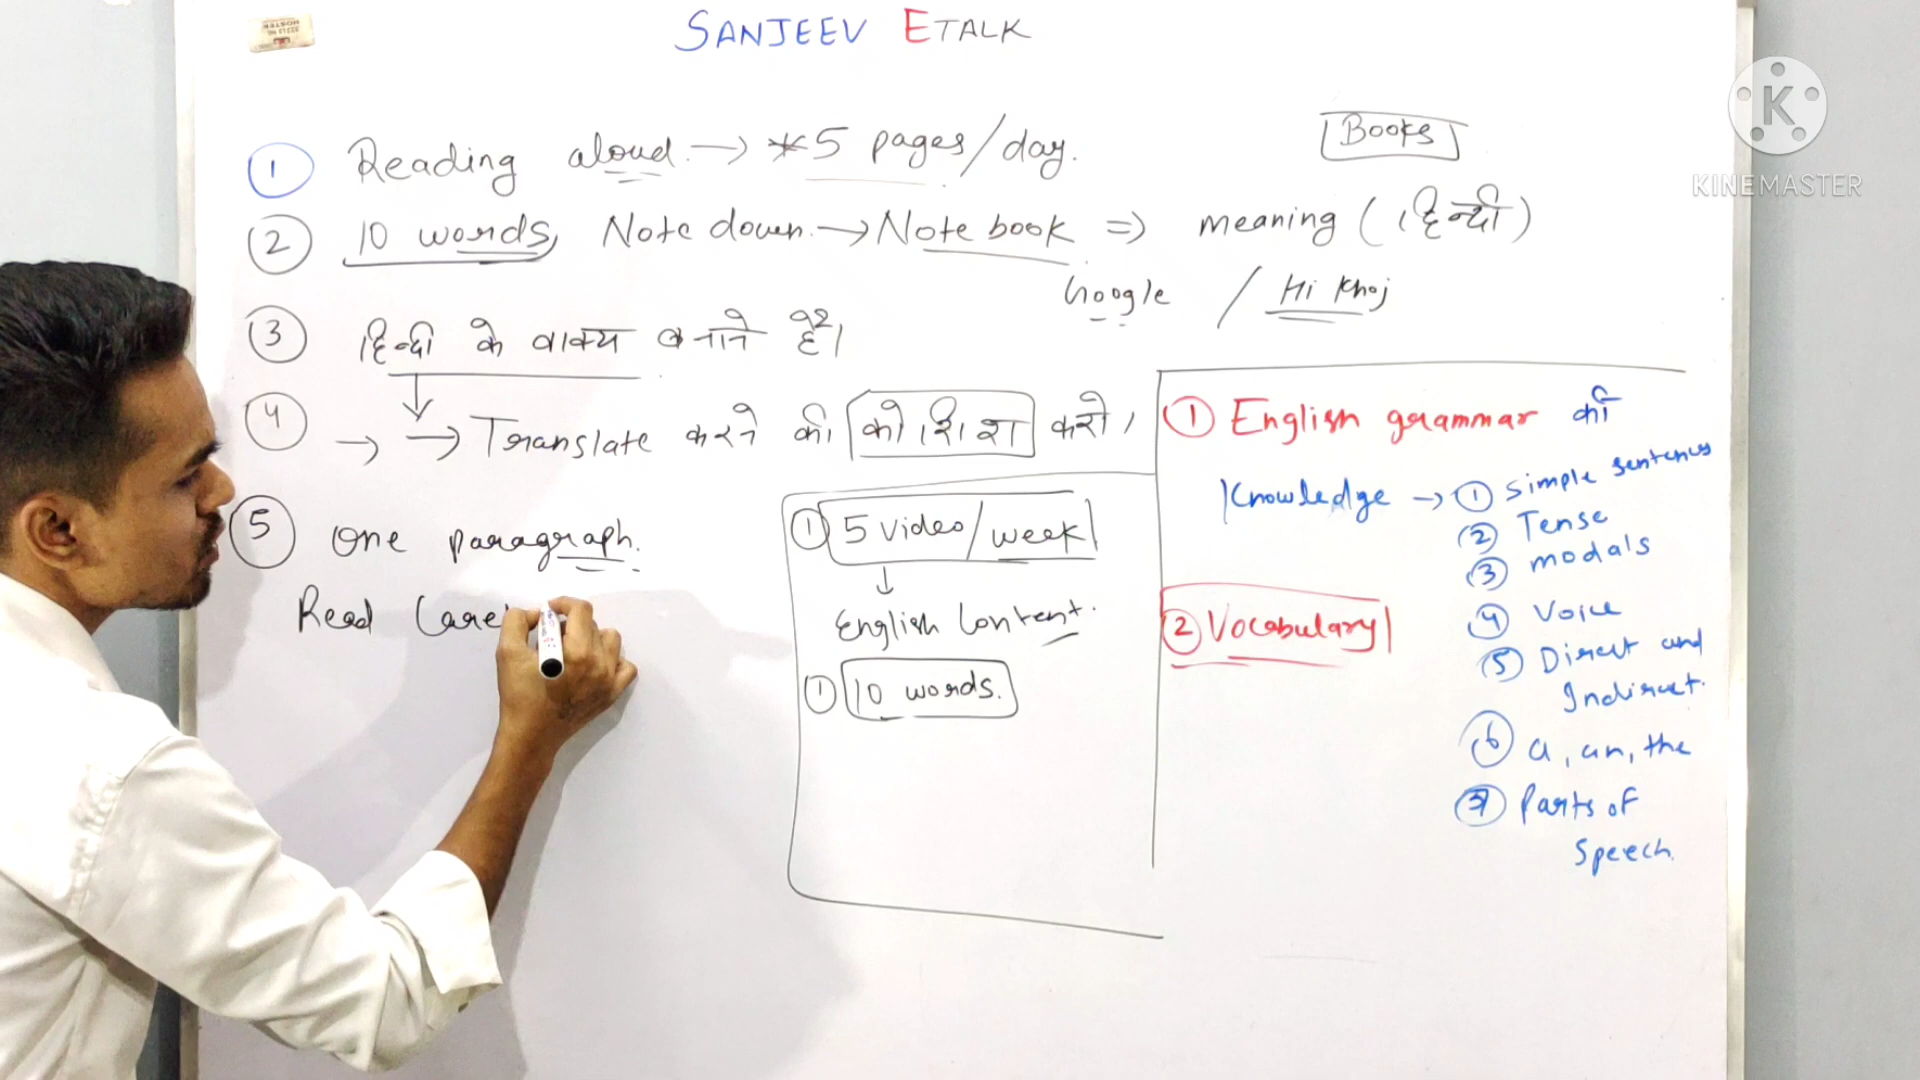 SANJEEV ETALK
KINEMASTER
Books
① Reading aloud. → *5 pages/day.
② 10 words, Note down. → Note book ⇒ meaning (हिन्दी)
Google / Hi Khoj
③ हिन्दी के वाक्य बनाने है।
④ → → Translate करने की कोशिश करो।
⑤ One paragraph.
Read Care
① 5 Video/week
↓
English Content.
① 10 words.
① English grammar की
Knowledge → ① Simple sentences
② Tense
③ modals
④ Voice
⑤ Direct and
Indirect.
⑥ a, an, the
⑦ Parts of
Speech.
② Vocabulary